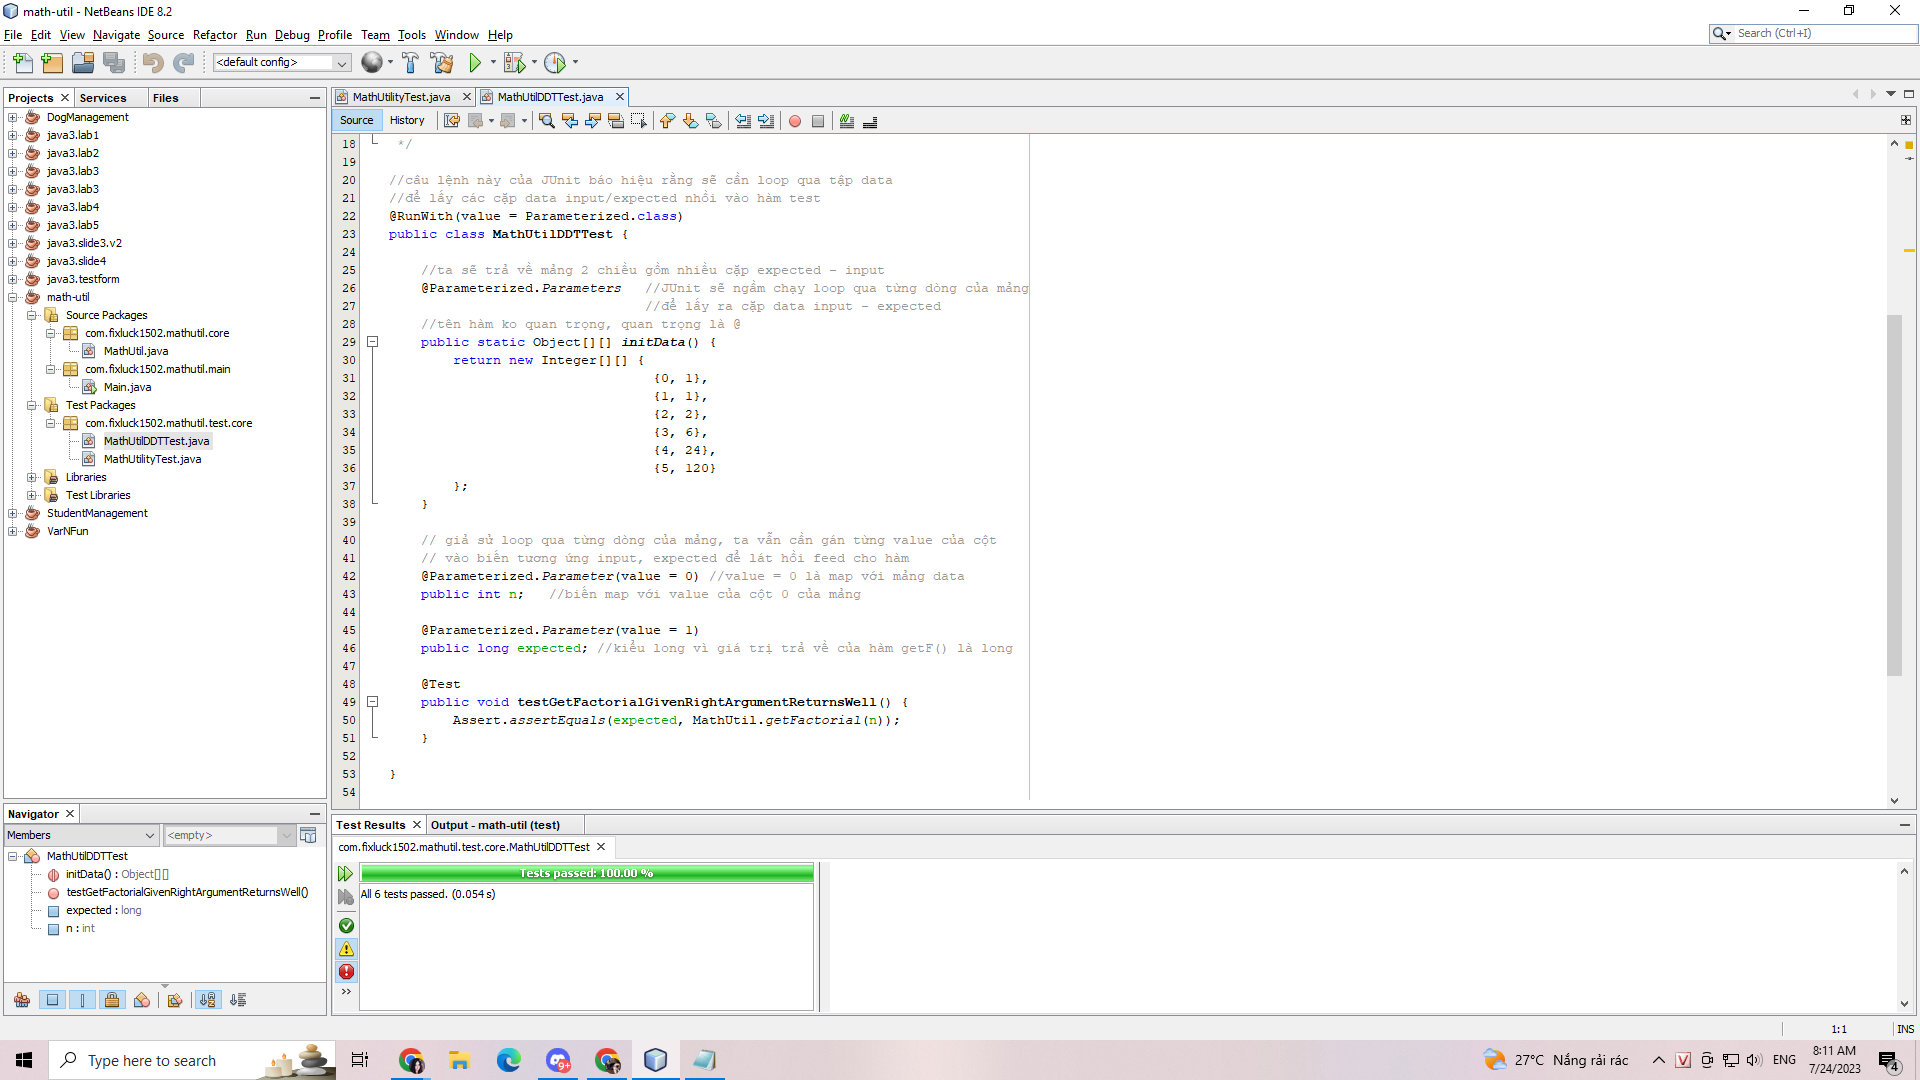 math-util - NetBeans IDE 8.2
File Edit View Navigate Source Refactor Run Debug Profile Team Tools Window Help
Search (Ctrl+I)
<default config>
Projects Services Files
DogManagement
java3.lab1
java3.lab2
java3.lab3
java3.lab3
java3.lab4
java3.lab5
java3.slide3.v2
java3.slide4
java3.testform
math-util
Source Packages
com.fixluck1502.mathutil.core
MathUtil.java
com.fixluck1502.mathutil.main
Main.java
Test Packages
com.fixluck1502.mathutil.test.core
MathUtilDDTTest.java
MathUtilityTest.java
Libraries
Test Libraries
StudentManagement
VarNFun
MathUtilityTest.java MathUtilDDTTest.java
Source History
18 */
19
20 //câu lệnh này của JUnit báo hiệu rằng sẽ cần loop qua tập data
21 //để lấy các cặp data input/expected nhồi vào hàm test
22 @RunWith(value = Parameterized.class)
23 public class MathUtilDDTTest {
24
25 //ta sẽ trả về mảng 2 chiều gồm nhiều cặp expected - input
26 @Parameterized.Parameters //JUnit sẽ ngầm chạy loop qua từng dòng của mảng
27 //để lấy ra cặp data input - expected
28 //tên hàm ko quan trọng, quan trọng là @
29 public static Object[][] initData() {
30 return new Integer[][] {
31 {0, 1},
32 {1, 1},
33 {2, 2},
34 {3, 6},
35 {4, 24},
36 {5, 120}
37 };
38 }
39
40 // giả sử loop qua từng dòng của mảng, ta vẫn cần gán từng value của cột
41 // vào biến tương ứng input, expected để lát hồi feed cho hàm
42 @Parameterized.Parameter(value = 0) //value = 0 là map với mảng data
43 public int n; //biến map với value của cột 0 của mảng
44
45 @Parameterized.Parameter(value = 1)
46 public long expected; //kiểu long vì giá trị trả về của hàm getF() là long
47
48 @Test
49 public void testGetFactorialGivenRightArgumentReturnsWell() {
50 Assert.assertEquals(expected, MathUtil.getFactorial(n));
51 }
52
53 }
54
Navigator
Members <empty>
MathUtilDDTTest
initData() : Object[][]
testGetFactorialGivenRightArgumentReturnsWell()
expected : long
n : int
Test Results Output - math-util (test)
com.fixluck1502.mathutil.test.core.MathUtilDDTTest
Tests passed: 100.00 %
All 6 tests passed. (0.054 s)
1:1 INS
Type here to search
9+
27°C Nắng rải rác
V
ENG
8:11 AM
7/24/2023
4